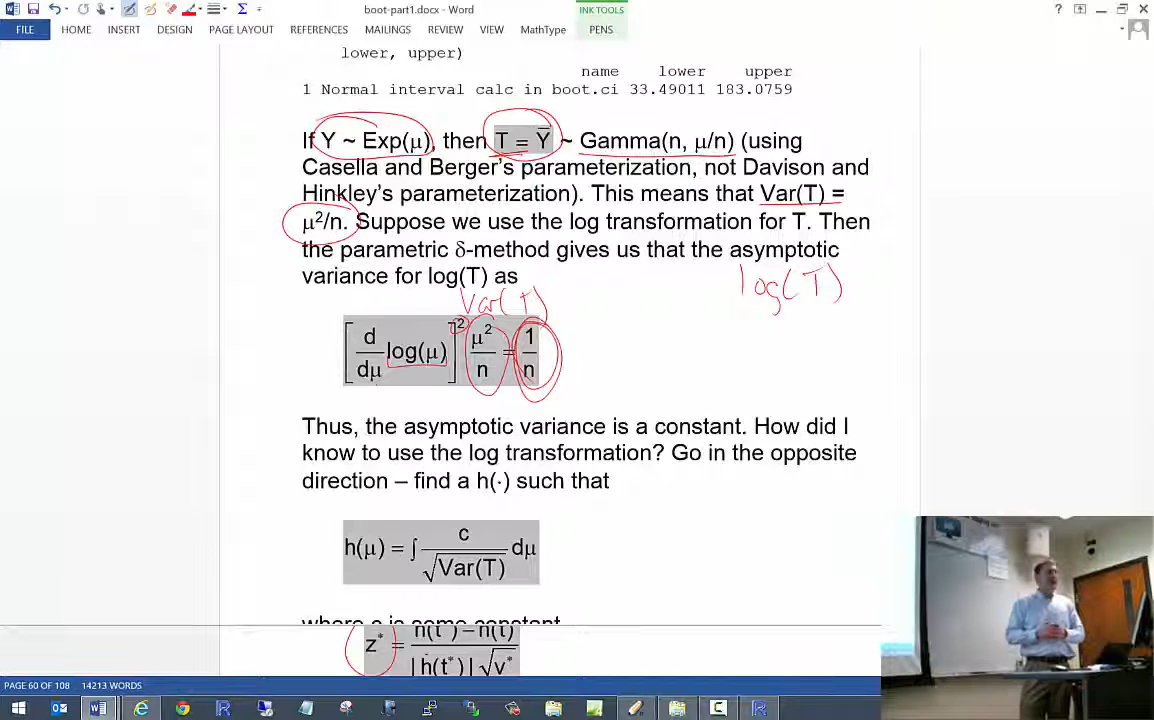 boot-part1.docx - Word
INK TOOLS
FILE HOME INSERT DESIGN PAGE LAYOUT REFERENCES MAILINGS REVIEW VIEW MathType PENS
lower, upper)
name lower upper
1 Normal interval calc in boot.ci 33.49011 183.0759
If Y ~ Exp(μ), then T = Y̅ ~ Gamma(n, μ/n) (using
Casella and Berger's parameterization, not Davison and
Hinkley's parameterization). This means that Var(T) =
μ²/n. Suppose we use the log transformation for T. Then
the parametric δ-method gives us that the asymptotic
variance for log(T) as
log(T)
Var(T)
[d/dμ log(μ)]² μ²/n = 1/n
Thus, the asymptotic variance is a constant. How did I
know to use the log transformation? Go in the opposite
direction – find a h(·) such that
h(μ) = ∫ c/√Var(T) dμ
where c is some constant
z* = h(t*) – h(t) / |ḣ(t*)|√v*
PAGE 60 OF 108 14213 WORDS